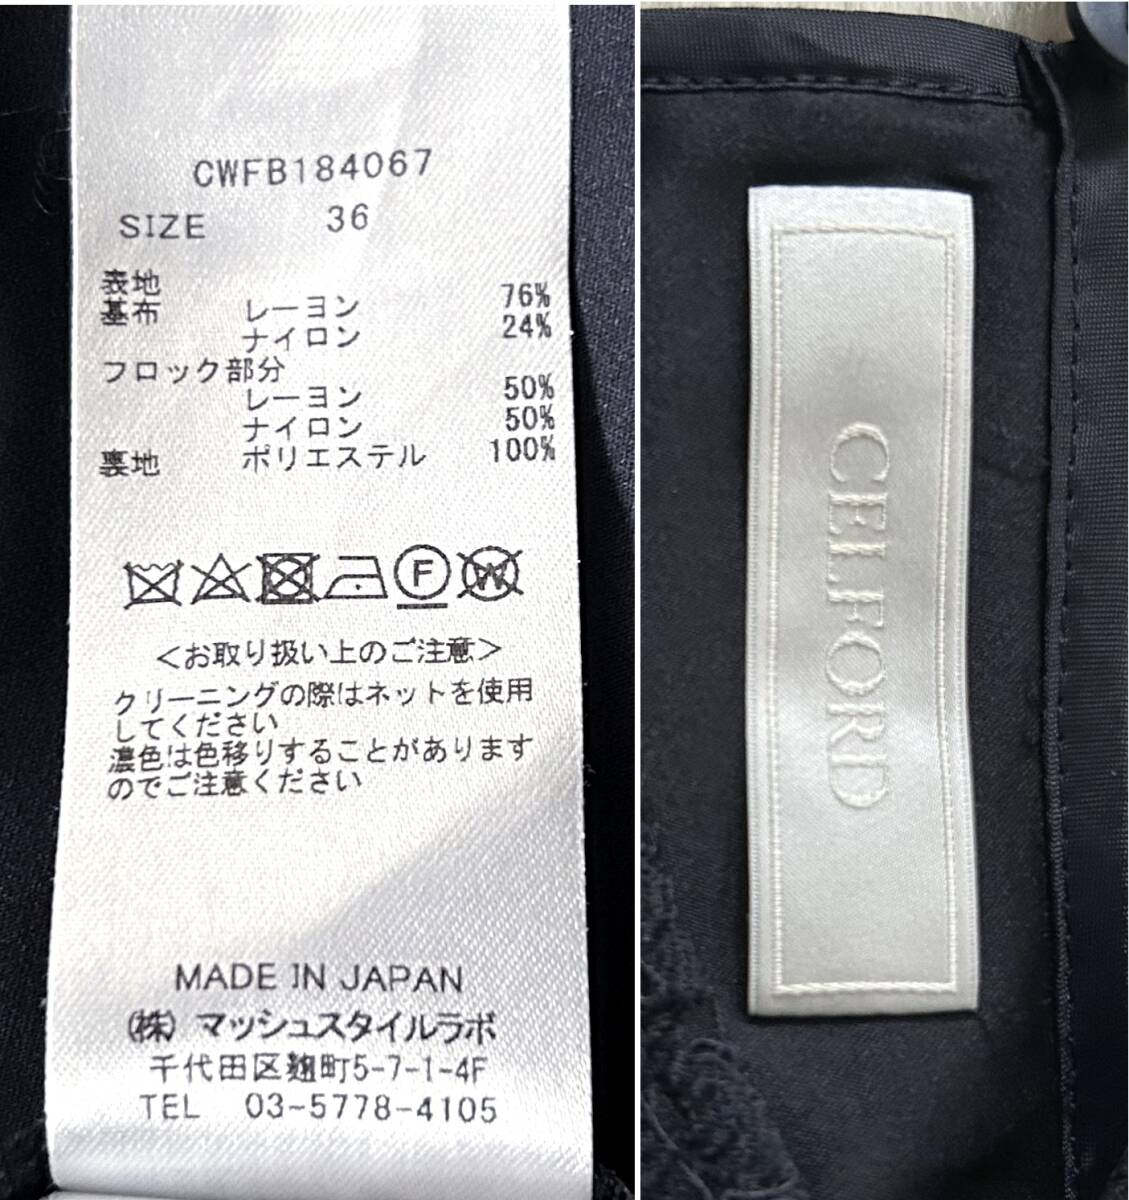 CWFB184067
SIZE 36
表地
基布 レーヨン 76%
ナイロン 24%
フロック部分
レーヨン 50%
ナイロン 50%
裏地 ポリエステル 100%
F W
<お取り扱い上のご注意>
クリーニングの際はネットを使用
してください
濃色は色移りすることがあります
のでご注意ください
MADE IN JAPAN
(株) マッシュスタイルラボ
千代田区麹町5-7-1-4F
TEL 03-5778-4105
CELFORD